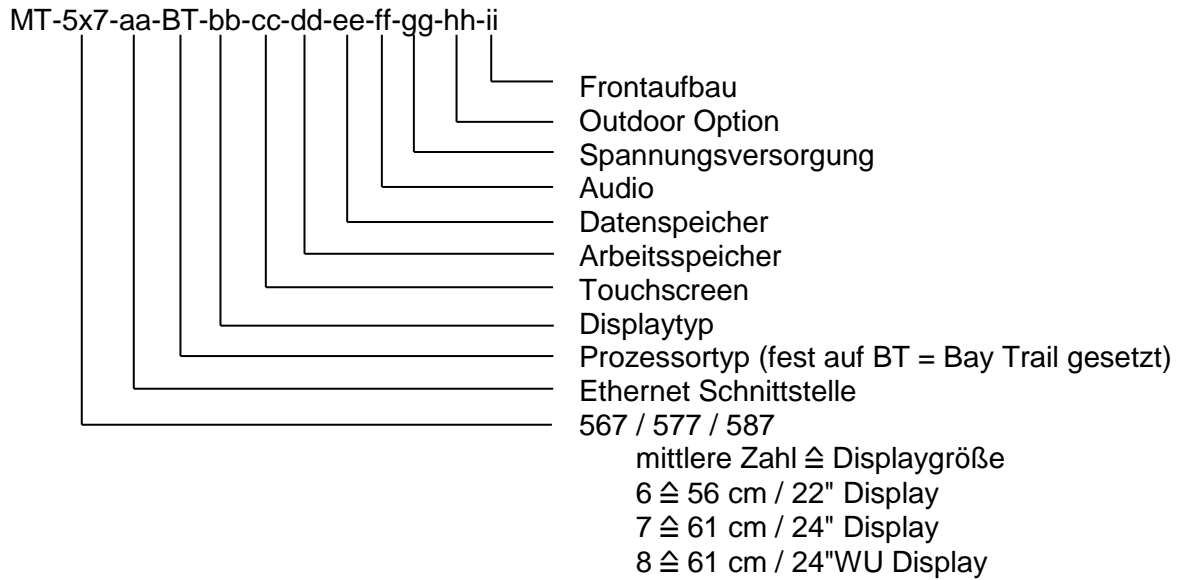 MT-5x7-aa-BT-bb-cc-dd-ee-ff-gg-hh-ii
Frontaufbau
Outdoor Option
Spannungsversorgung
Audio
Datenspeicher
Arbeitsspeicher
Touchscreen
Displaytyp
Prozessortyp (fest auf BT = Bay Trail gesetzt)
Ethernet Schnittstelle
567 / 577 / 587
mittlere Zahl ≙ Displaygröße
6 ≙ 56 cm / 22" Display
7 ≙ 61 cm / 24" Display
8 ≙ 61 cm / 24"WU Display